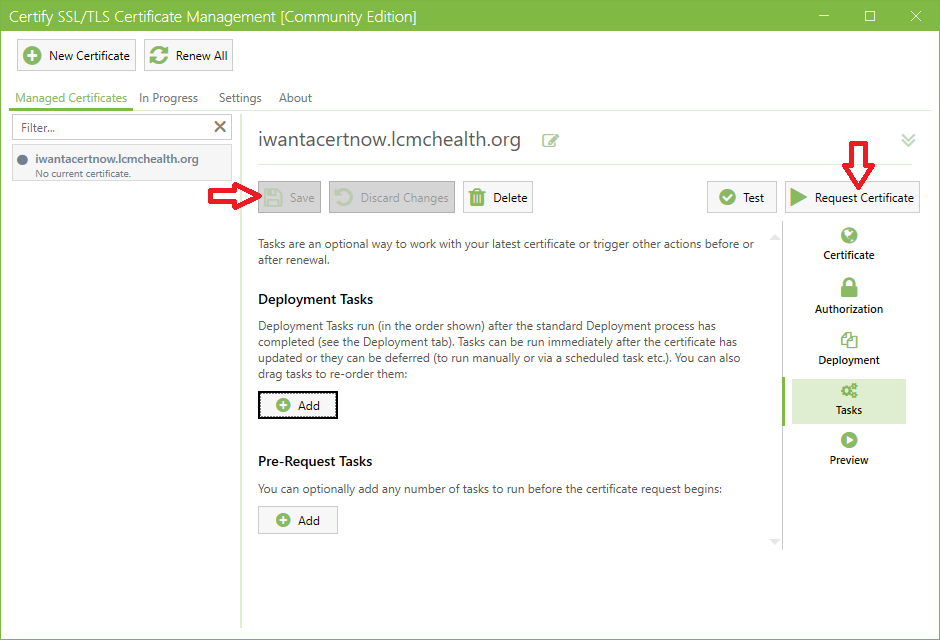 Certify SSL/TLS Certificate Management [Community Edition]
New Certificate
Renew All
Managed Certificates
In Progress
Settings
About
Filter...
iwantacertnow.lcmchealth.org
No current certificate.
iwantacertnow.lcmchealth.org
Save
Discard Changes
Delete
Test
Request Certificate
Tasks are an optional way to work with your latest certificate or trigger other actions before or
after renewal.
Deployment Tasks
Deployment Tasks run (in the order shown) after the standard Deployment process has
completed (see the Deployment tab). Tasks can be run immediately after the certificate has
updated or they can be deferred (to run manually or via a scheduled task etc.). You can also
drag tasks to re-order them:
Add
Pre-Request Tasks
You can optionally add any number of tasks to run before the certificate request begins:
Add
Certificate
Authorization
Deployment
Tasks
Preview